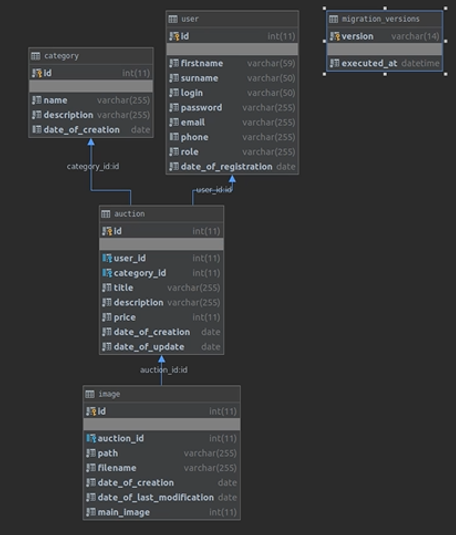 user
id int(11)
firstname varchar(59)
surname varchar(50)
login varchar(50)
password varchar(255)
email varchar(255)
phone varchar(255)
role varchar(255)
date_of_registration date
migration_versions
version varchar(14)
executed_at datetime
category
id int(11)
name varchar(255)
description varchar(255)
date_of_creation date
category_id:id
user_id:id
auction
id int(11)
user_id int(11)
category_id int(11)
title varchar(255)
description varchar(255)
price int(11)
date_of_creation date
date_of_update date
auction_id:id
image
id int(11)
auction_id int(11)
path varchar(255)
filename varchar(255)
date_of_creation date
date_of_last_modification date
main_image int(11)